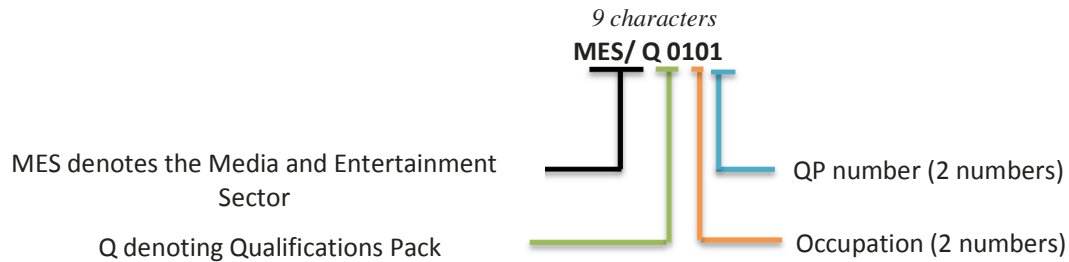 9 characters
MES/ Q 0101
MES denotes the Media and Entertainment
Sector
QP number (2 numbers)
Q denoting Qualifications Pack
Occupation (2 numbers)